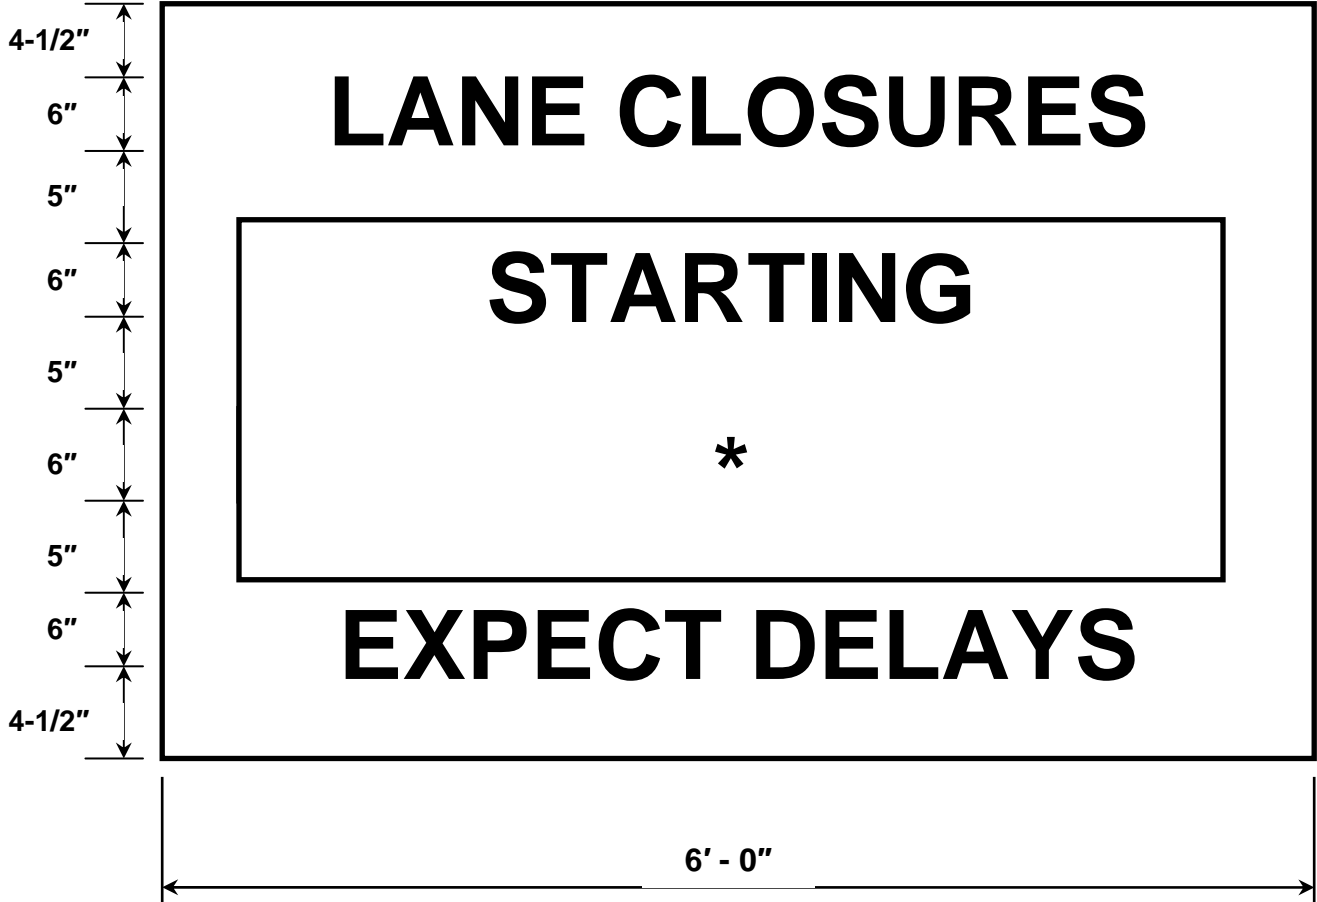 4-1/2"
LANE CLOSURES
6"
5"
STARTING
6"
5"
*
6"
5"
EXPECT DELAYS
6"
4-1/2"
6' - 0"